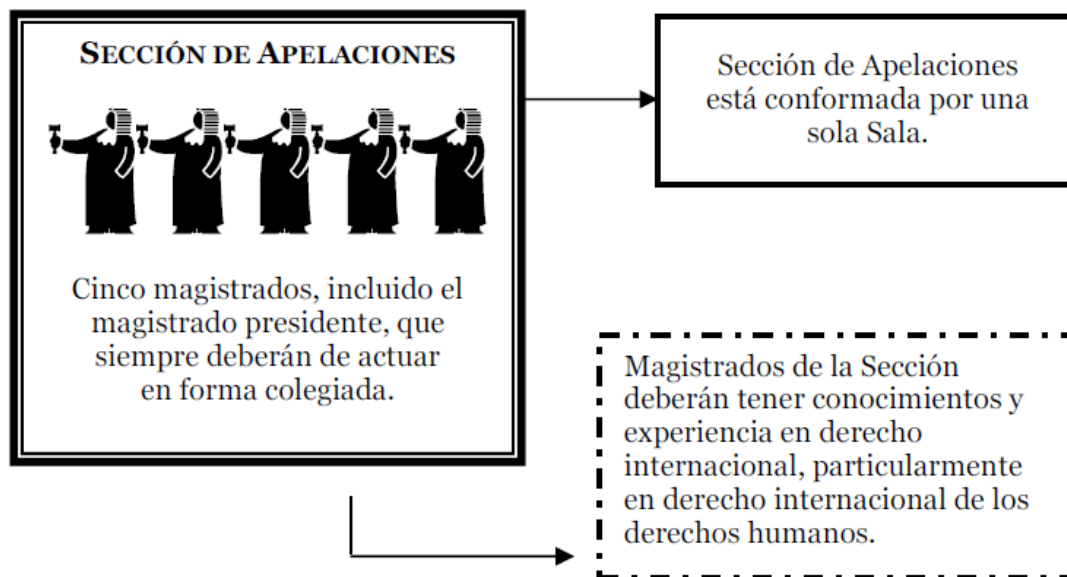 SECCIÓN DE APELACIONES
Cinco magistrados, incluido el
magistrado presidente, que
siempre deberán de actuar
en forma colegiada.
Sección de Apelaciones
está conformada por una
sola Sala.
Magistrados de la Sección
deberán tener conocimientos y
experiencia en derecho
internacional, particularmente
en derecho internacional de los
derechos humanos.